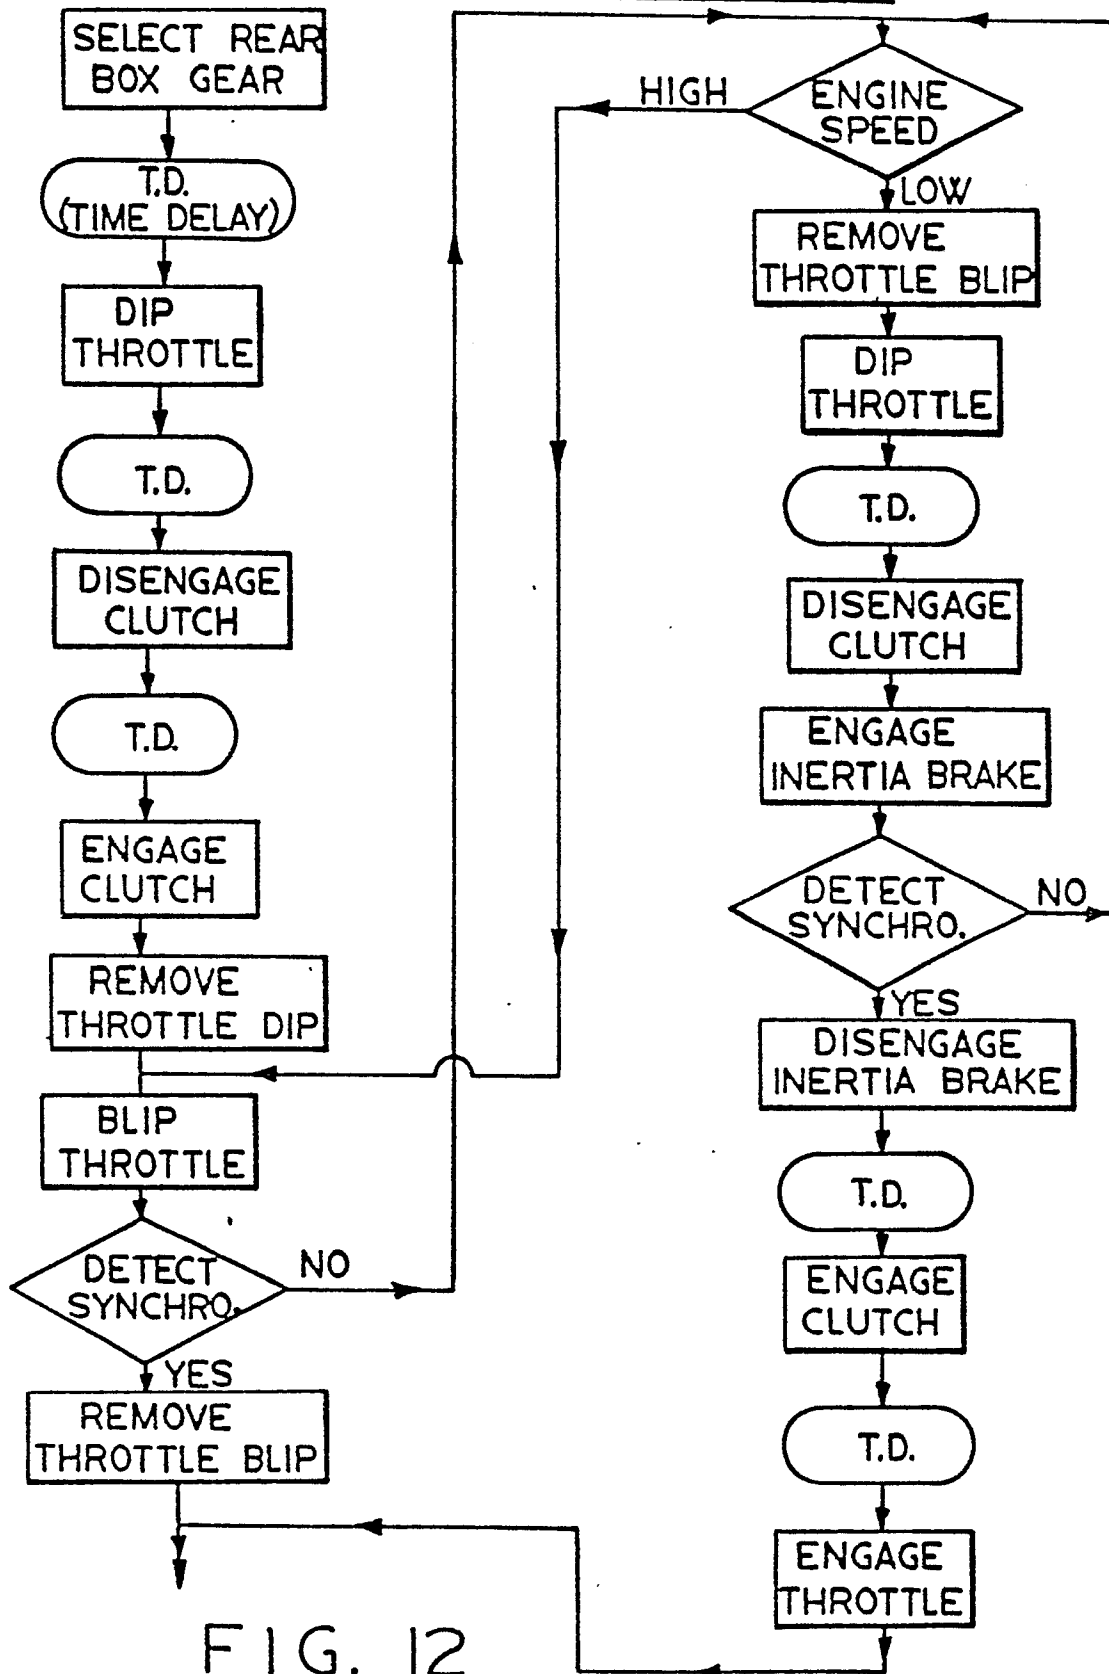 SELECT REAR
BOX GEAR
T.D.
(TIME DELAY)
DIP
THROTTLE
T.D.
DISENGAGE
CLUTCH
T.D.
ENGAGE
CLUTCH
REMOVE
THROTTLE DIP
BLIP
THROTTLE
DETECT
SYNCHRO.
NO
YES
REMOVE
THROTTLE BLIP
HIGH
ENGINE
SPEED
LOW
REMOVE
THROTTLE BLIP
DIP
THROTTLE
T.D.
DISENGAGE
CLUTCH
ENGAGE
INERTIA BRAKE
DETECT
SYNCHRO.
NO
YES
DISENGAGE
INERTIA BRAKE
T.D.
ENGAGE
CLUTCH
T.D.
ENGAGE
THROTTLE
FIG. 12